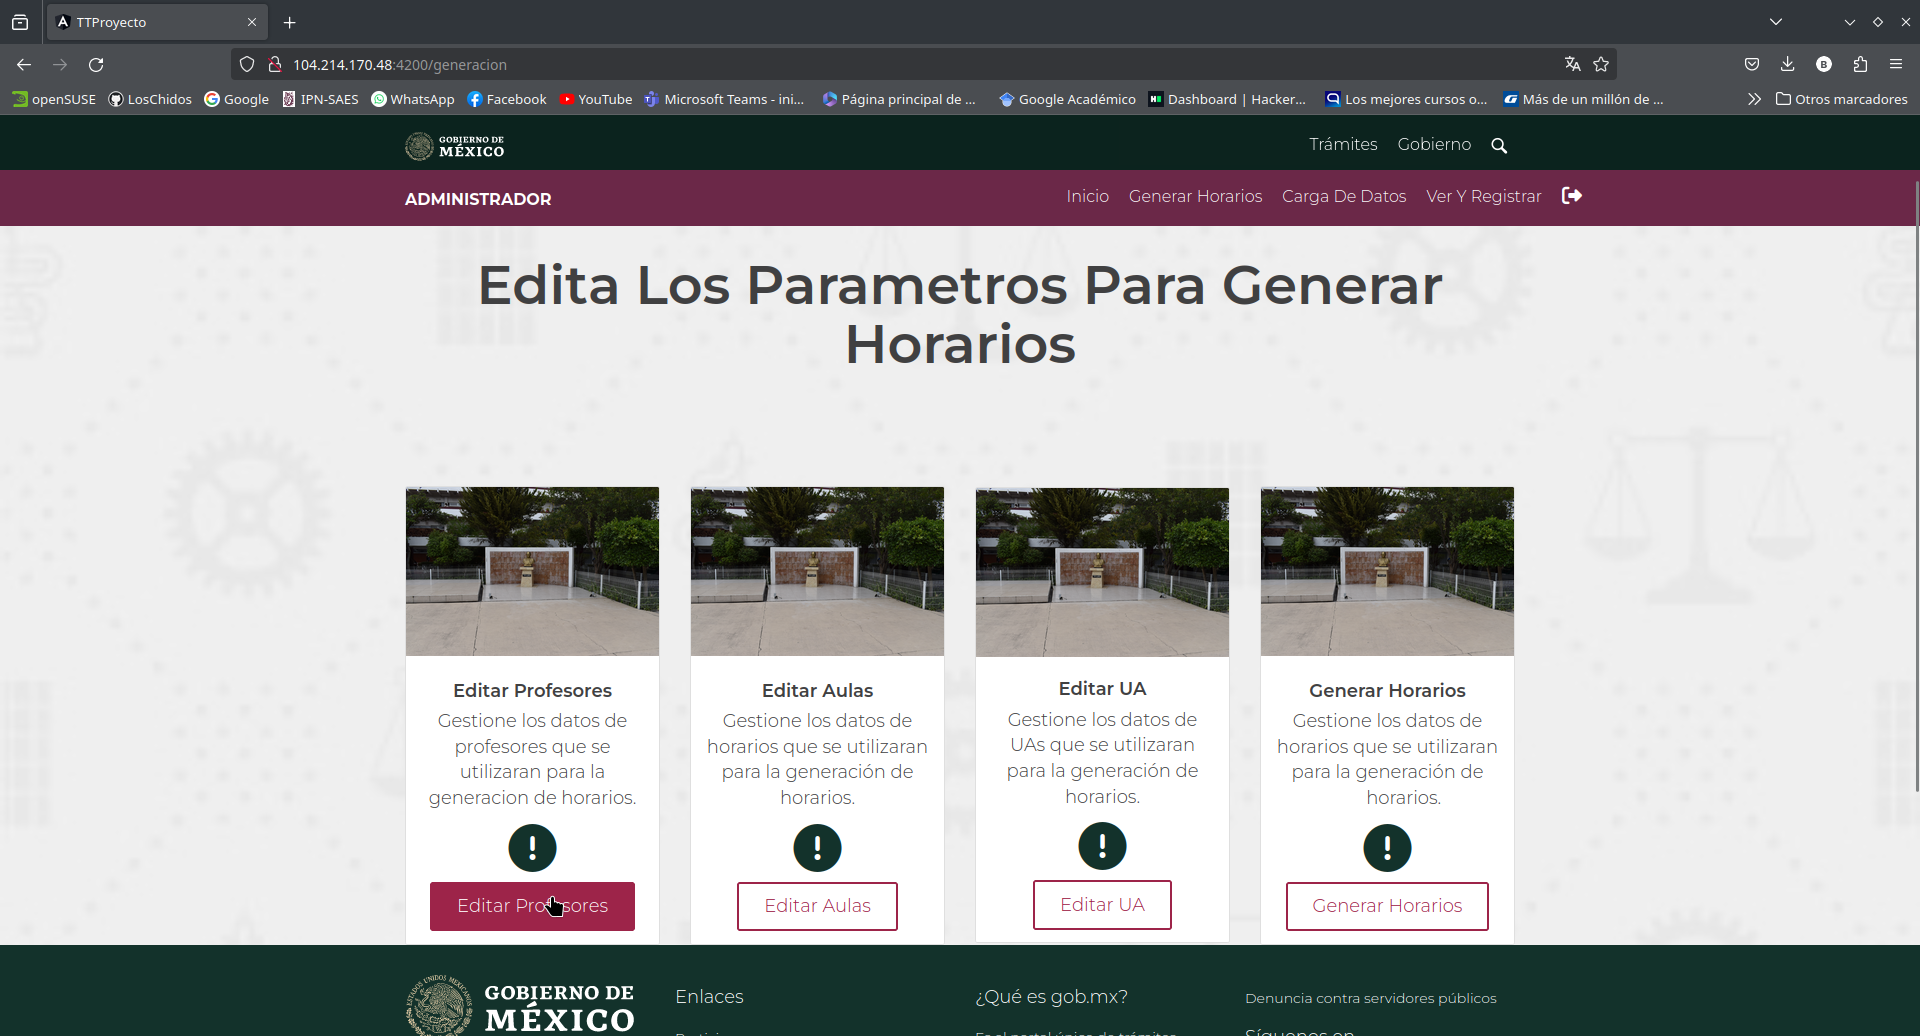 TTProyecto
104.214.170.48:4200/generacion
openSUSE LosChidos Google IPN-SAES WhatsApp Facebook YouTube Microsoft Teams - ini... Página principal de ... Google Académico Dashboard | Hacker... Los mejores cursos o... Más de un millón de ... Otros marcadores
GOBIERNO DE
MÉXICO
Trámites Gobierno
ADMINISTRADOR
Inicio Generar Horarios Carga De Datos Ver Y Registrar
Edita Los Parametros Para Generar
Horarios
Editar Profesores
Gestione los datos de
profesores que se
utilizaran para la
generacion de horarios.
Editar Profesores
Editar Aulas
Gestione los datos de
horarios que se utilizaran
para la generación de
horarios.
Editar Aulas
Editar UA
Gestione los datos de
UAs que se utilizaran
para la generación de
horarios.
Editar UA
Generar Horarios
Gestione los datos de
horarios que se utilizaran
para la generación de
horarios.
Generar Horarios
GOBIERNO DE
MÉXICO
Enlaces
¿Qué es gob.mx?
Denuncia contra servidores públicos